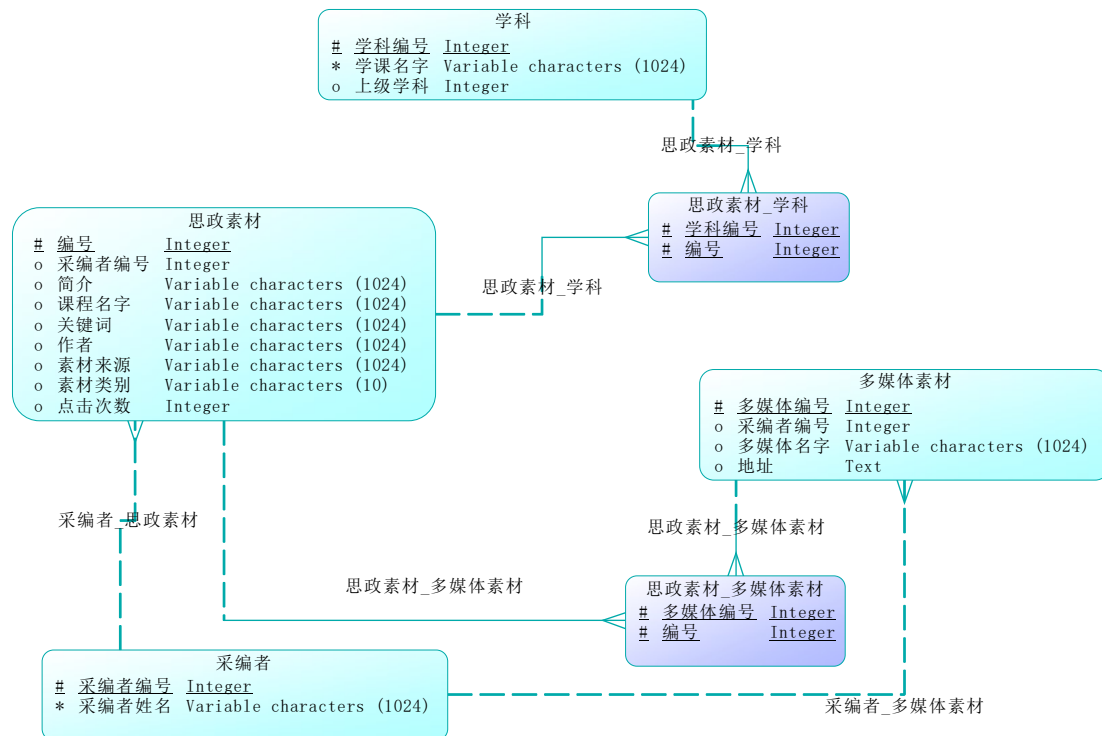 学科
# 学科编号 Integer
* 学课名字 Variable characters (1024)
o 上级学科 Integer
思政素材_学科
思政素材_学科
# 学科编号 Integer
# 编号 Integer
思政素材
# 编号 Integer
o 采编者编号 Integer
o 简介 Variable characters (1024)
o 课程名字 Variable characters (1024)
o 关键词 Variable characters (1024)
o 作者 Variable characters (1024)
o 素材来源 Variable characters (1024)
o 素材类别 Variable characters (10)
o 点击次数 Integer
思政素材_学科
多媒体素材
# 多媒体编号 Integer
o 采编者编号 Integer
o 多媒体名字 Variable characters (1024)
o 地址 Text
采编者_思政素材
思政素材_多媒体素材
思政素材_多媒体素材
思政素材_多媒体素材
# 多媒体编号 Integer
# 编号 Integer
采编者
# 采编者编号 Integer
* 采编者姓名 Variable characters (1024)
采编者_多媒体素材